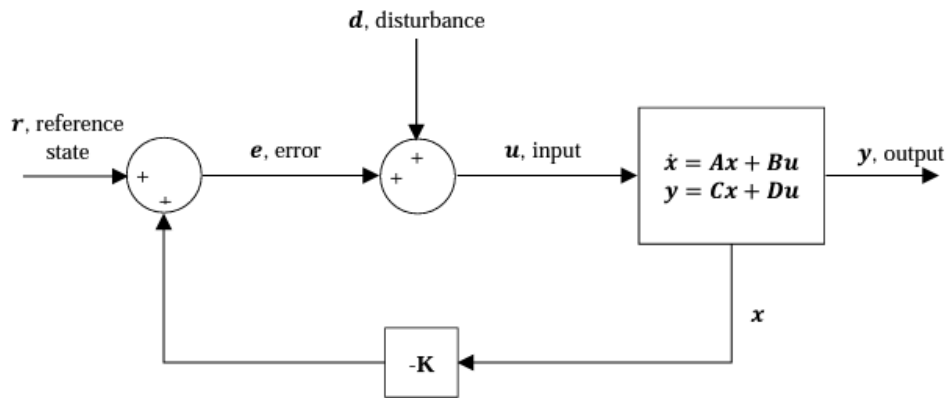 d, disturbance
r, reference
state
e, error
u, input
ẋ = Ax + Bu
y = Cx + Du
y, output
+
+
+
+
x
-K